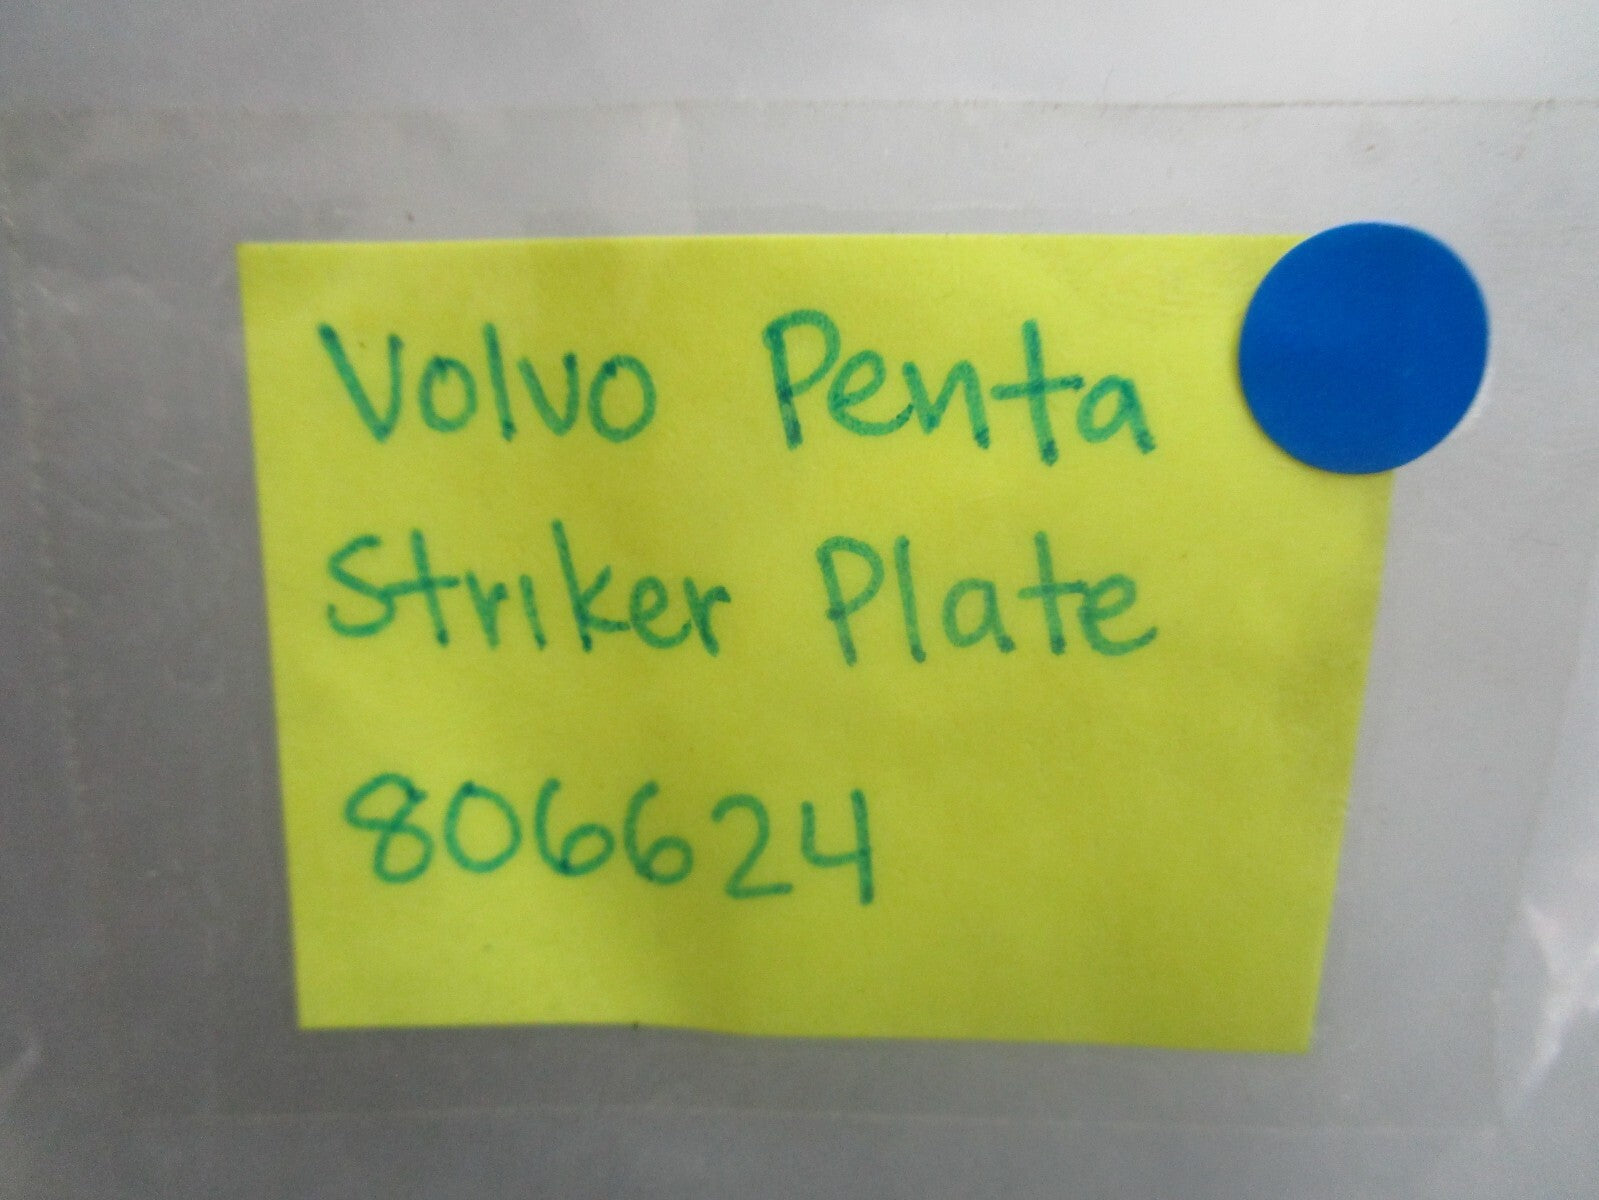 Volvo Penta
Striker Plate
806624